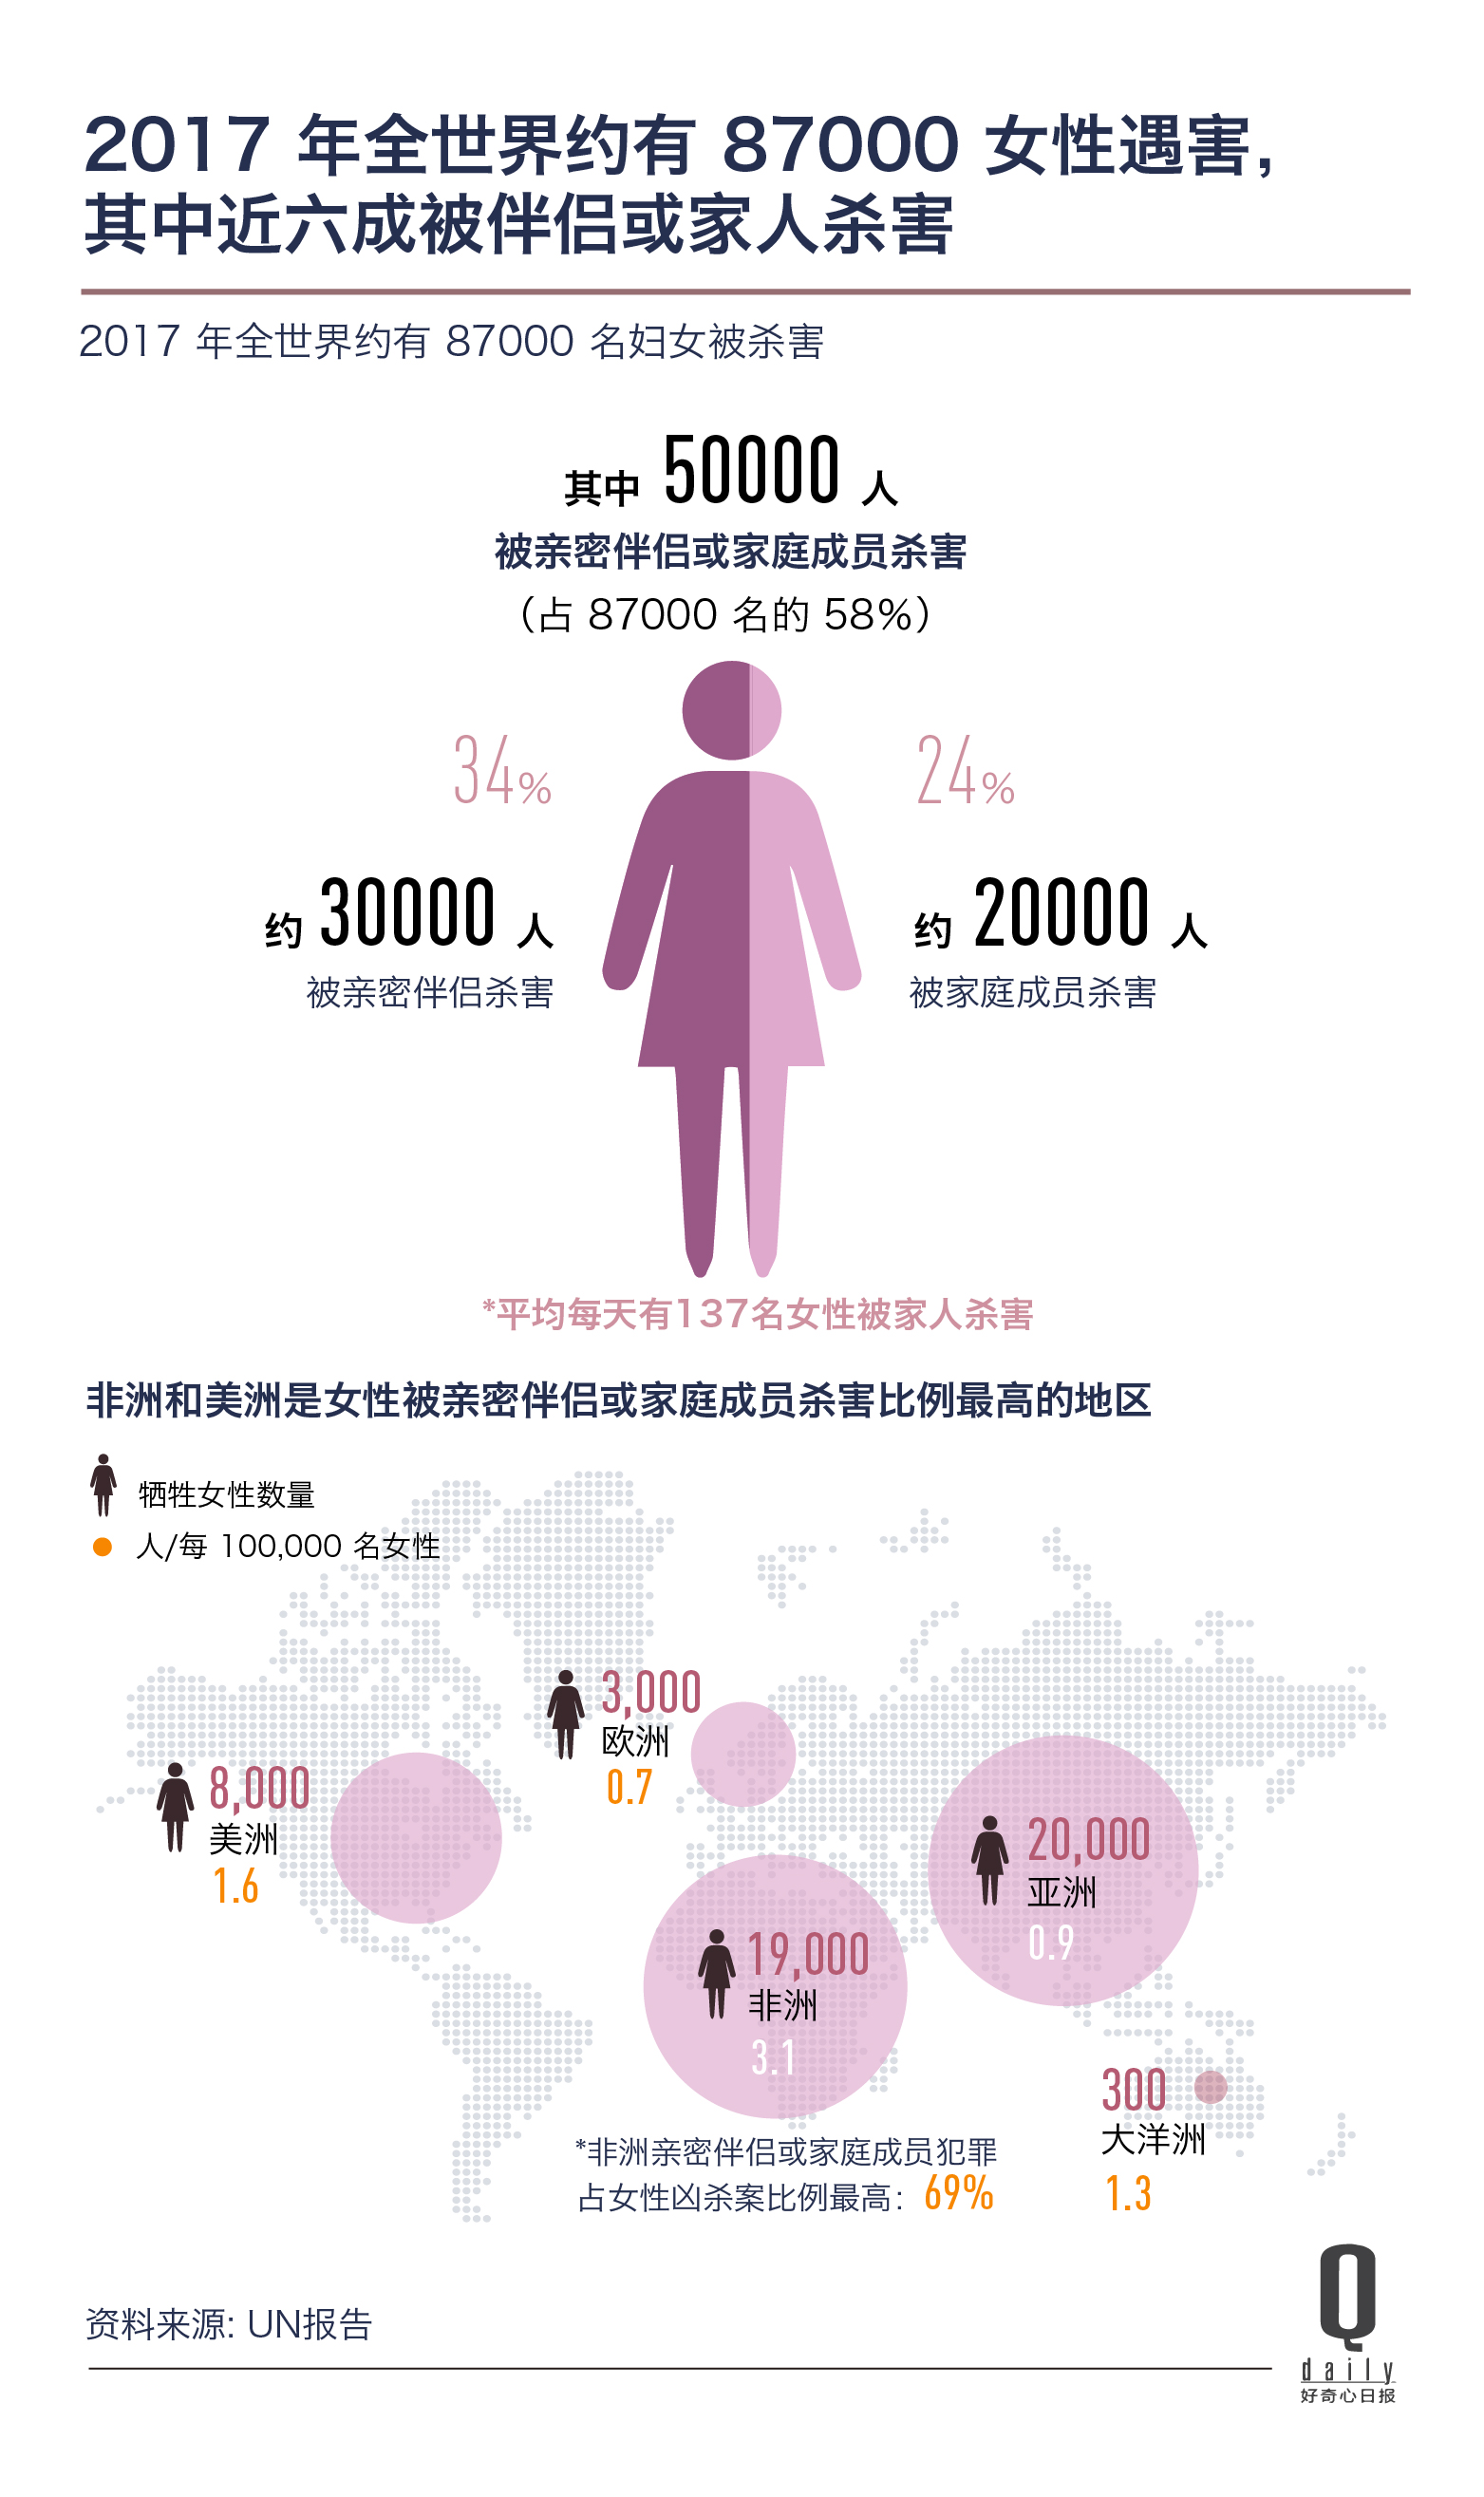 2017 年全世界约有 87000 女性遇害,
其中近六成被伴侣或家人杀害
2017 年全世界约有 87000 名妇女被杀害
其中 50000 人
被亲密伴侣或家庭成员杀害
（占 87000 名的 58%）
34%
24%
约 30000 人
约 20000 人
被亲密伴侣杀害
被家庭成员杀害
*平均每天有137名女性被家人杀害
非洲和美洲是女性被亲密伴侣或家庭成员杀害比例最高的地区
牺牲女性数量
人/每 100,000 名女性
3,000
欧洲
0.7
8,000
美洲
1.6
20,000
亚洲
0.9
19,000
非洲
3.1
300
大洋洲
1.3
*非洲亲密伴侣或家庭成员犯罪
占女性凶杀案比例最高：69%
资料来源: UN报告
Q
daily
好奇心日报